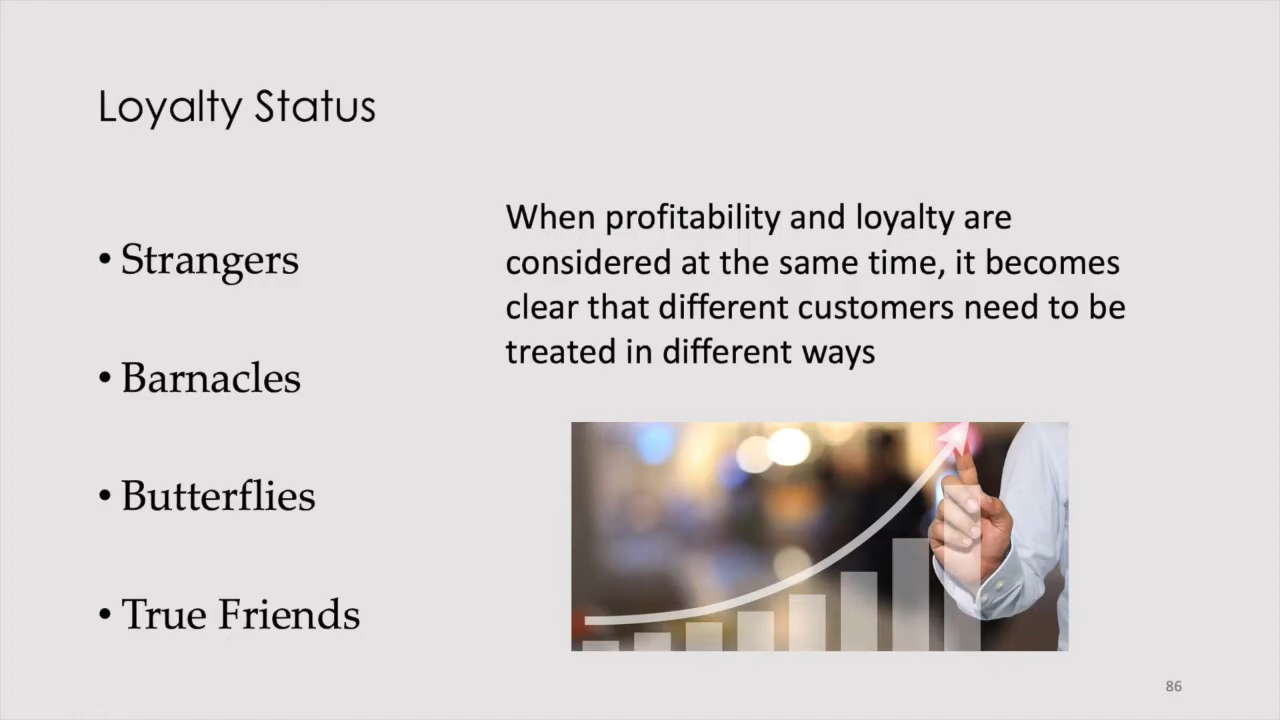 Loyalty Status
• Strangers
• Barnacles
• Butterflies
• True Friends
When profitability and loyalty are
considered at the same time, it becomes
clear that different customers need to be
treated in different ways
86